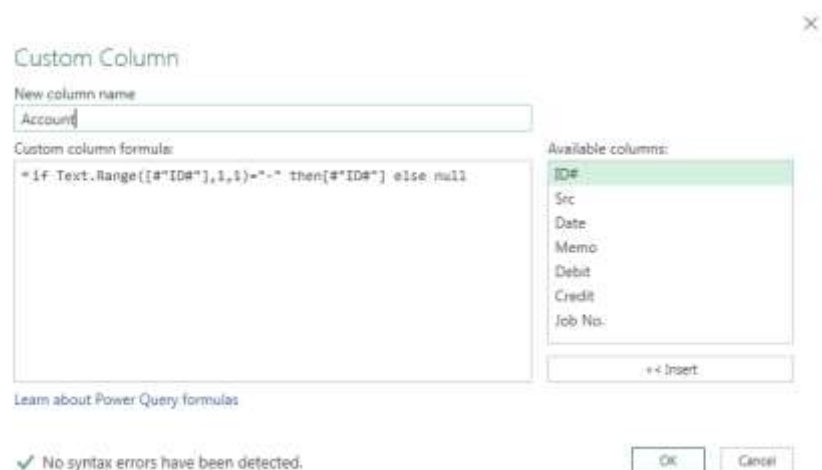 Custom Column
New column name
Account
Custom column formula:
=if Text.Range([#"ID#"],1,1)="-" then[#"ID#"] else null
Available columns:
ID#
Src
Date
Memo
Debit
Credit
Job No.
<< Insert
Learn about Power Query formulas
No syntax errors have been detected.
OK
Cancel